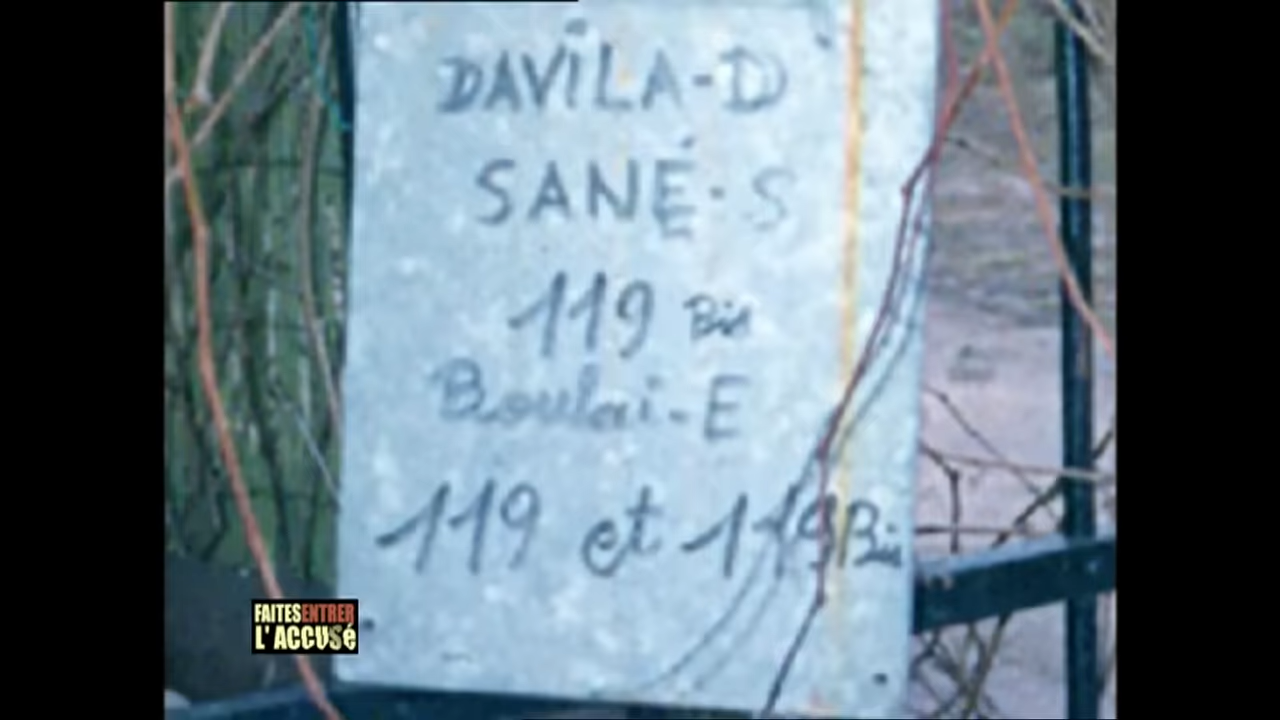 DAVILA-D
SANÉ-S
119 Bis
Boulai-E
119 et 119 Bis
FAITES ENTRER
L'ACCUSé